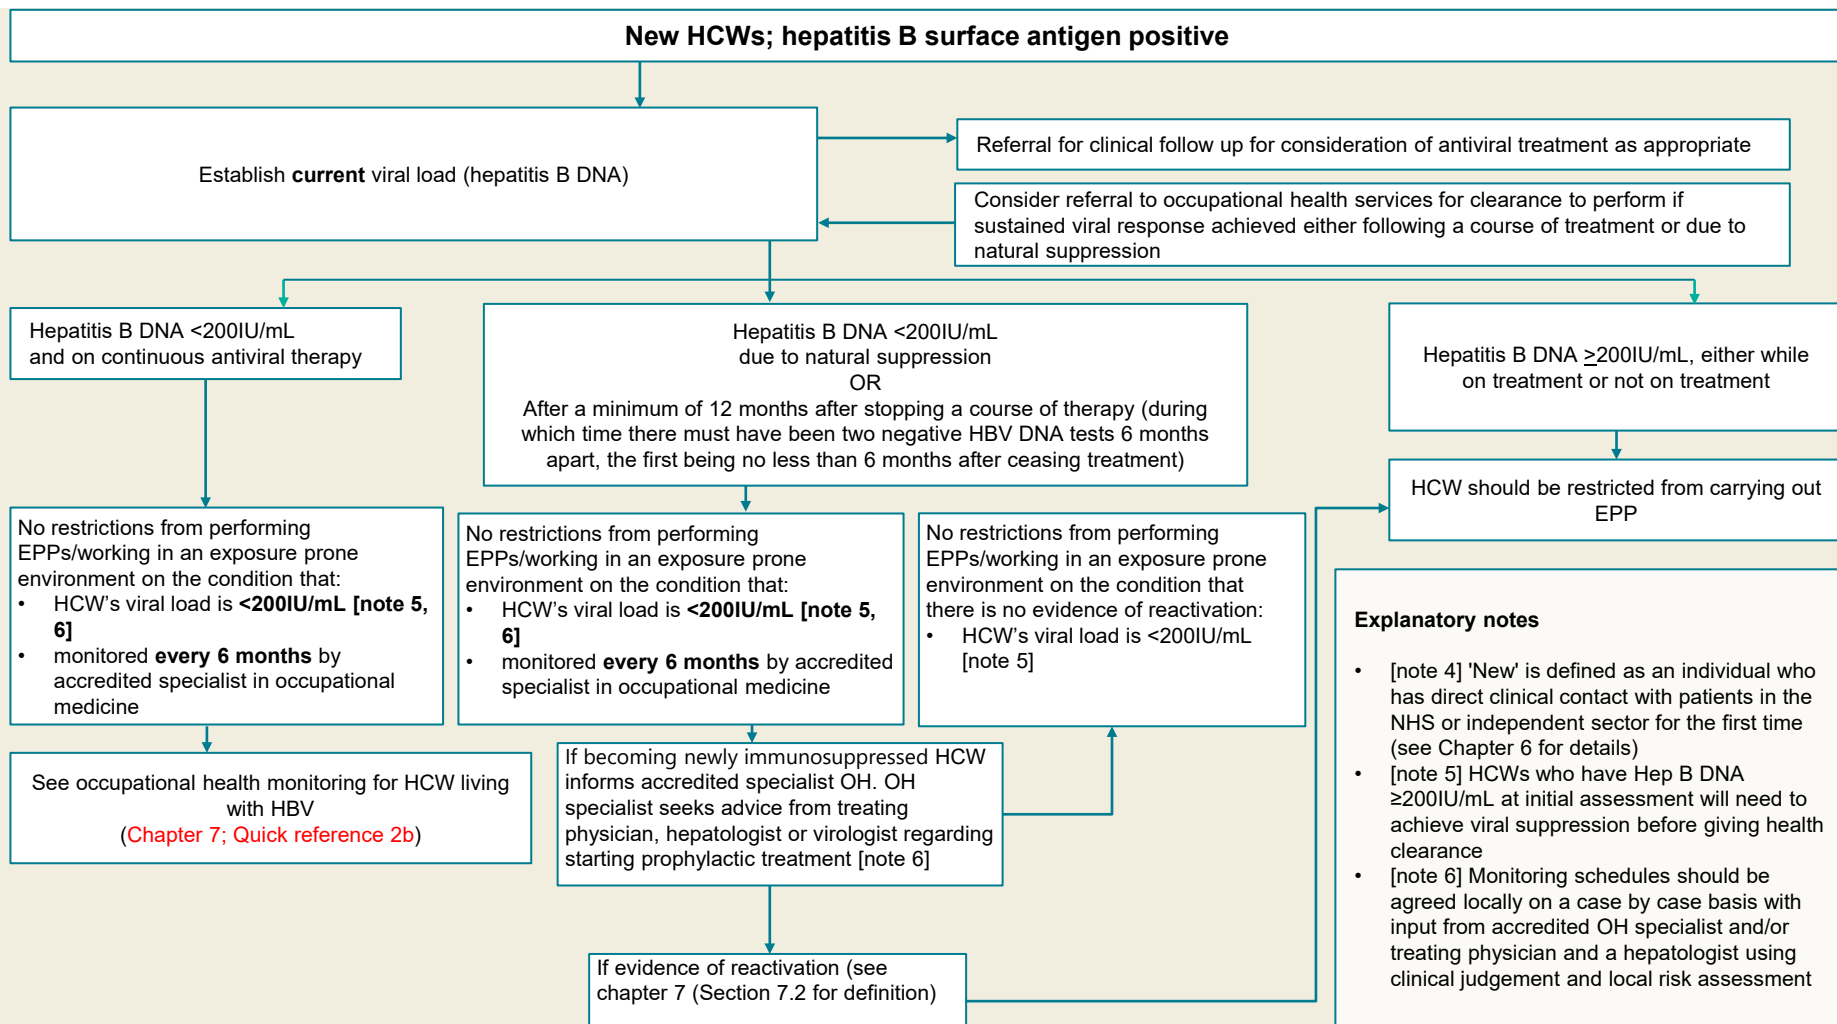 New HCWs; hepatitis B surface antigen positive
Establish current viral load (hepatitis B DNA)
Referral for clinical follow up for consideration of antiviral treatment as appropriate
Consider referral to occupational health services for clearance to perform if
sustained viral response achieved either following a course of treatment or due to
natural suppression
Hepatitis B DNA <200IU/mL
and on continuous antiviral therapy
Hepatitis B DNA <200IU/mL
due to natural suppression
OR
After a minimum of 12 months after stopping a course of therapy (during
which time there must have been two negative HBV DNA tests 6 months
apart, the first being no less than 6 months after ceasing treatment)
Hepatitis B DNA >200IU/mL, either while
on treatment or not on treatment
HCW should be restricted from carrying out
EPP
No restrictions from performing
EPPs/working in an exposure prone
environment on the condition that:
• HCW's viral load is <200IU/mL [note 5,
6]
• monitored every 6 months by
accredited specialist in occupational
medicine
No restrictions from performing
EPPs/working in an exposure prone
environment on the condition that:
• HCW's viral load is <200IU/mL [note 5,
6]
• monitored every 6 months by accredited
specialist in occupational medicine
No restrictions from performing
EPPs/working in an exposure prone
environment on the condition that
there is no evidence of reactivation:
• HCW's viral load is <200IU/mL
[note 5]
See occupational health monitoring for HCW living
with HBV
(Chapter 7; Quick reference 2b)
If becoming newly immunosuppressed HCW
informs accredited specialist OH. OH
specialist seeks advice from treating
physician, hepatologist or virologist regarding
starting prophylactic treatment [note 6]
If evidence of reactivation (see
chapter 7 (Section 7.2 for definition)
Explanatory notes
• [note 4] 'New' is defined as an individual who
has direct clinical contact with patients in the
NHS or independent sector for the first time
(see Chapter 6 for details)
• [note 5] HCWs who have Hep B DNA
≥200IU/mL at initial assessment will need to
achieve viral suppression before giving health
clearance
• [note 6] Monitoring schedules should be
agreed locally on a case by case basis with
input from accredited OH specialist and/or
treating physician and a hepatologist using
clinical judgement and local risk assessment